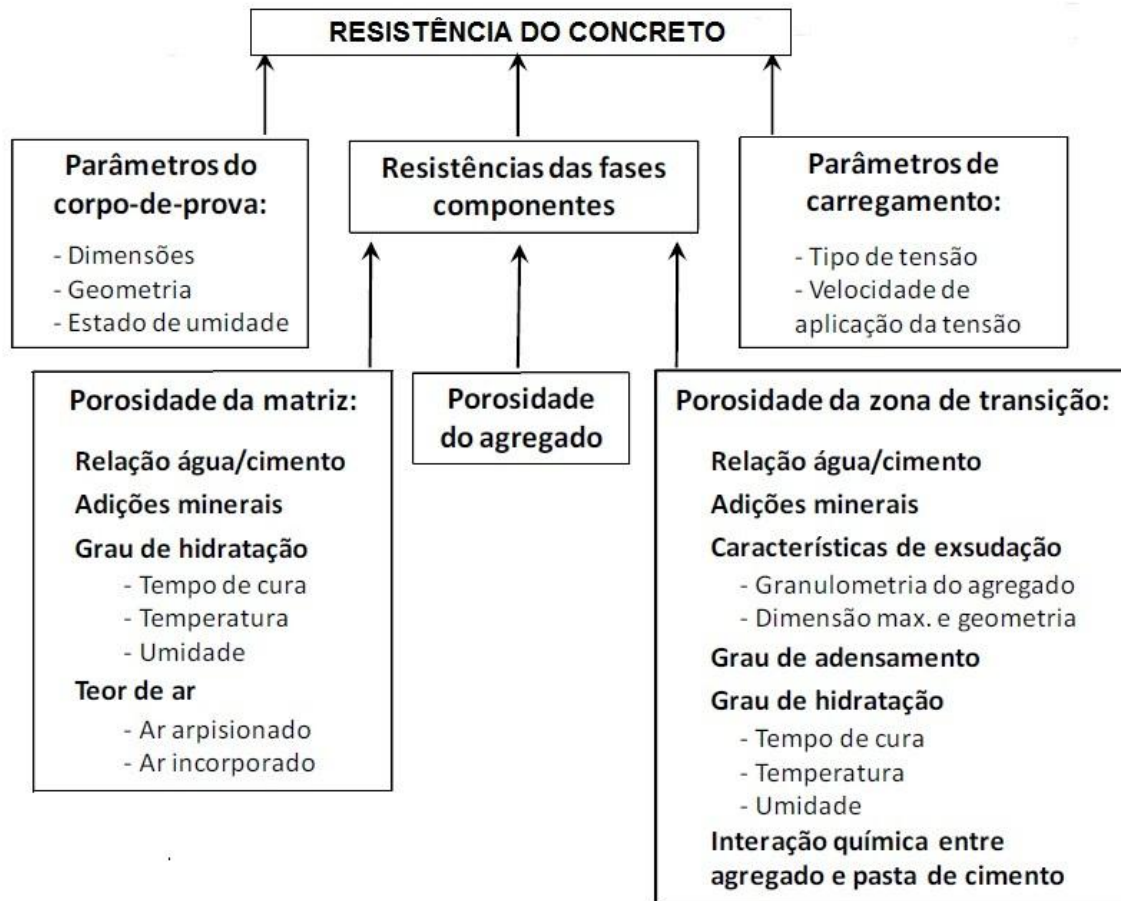 RESISTÊNCIA DO CONCRETO
Parâmetros do
corpo-de-prova:
- Dimensões
- Geometria
- Estado de umidade
Resistências das fases
componentes
Parâmetros de
carregamento:
- Tipo de tensão
- Velocidade de
aplicação da tensão
Porosidade da matriz:
Relação água/cimento
Adições minerais
Grau de hidratação
- Tempo de cura
- Temperatura
- Umidade
Teor de ar
- Ar arpisionado
- Ar incorporado
Porosidade
do agregado
Porosidade da zona de transição:
Relação água/cimento
Adições minerais
Características de exsudação
- Granulometria do agregado
- Dimensão max. e geometria
Grau de adensamento
Grau de hidratação
- Tempo de cura
- Temperatura
- Umidade
Interação química entre
agregado e pasta de cimento